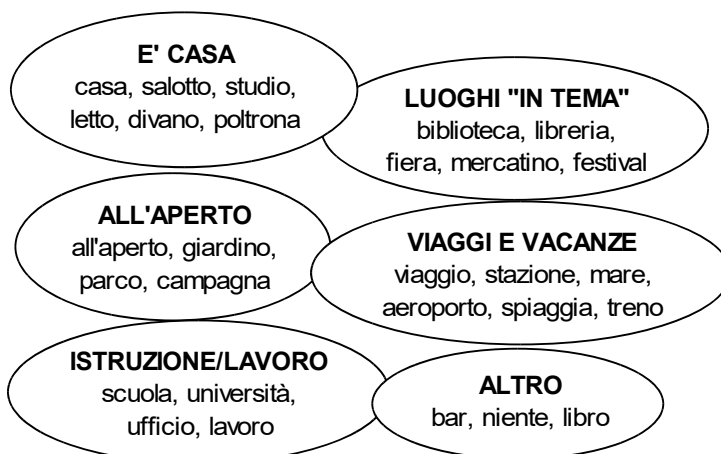 E' CASA
casa, salotto, studio,
letto, divano, poltrona
LUOGHI "IN TEMA"
biblioteca, libreria,
fiera, mercatino, festival
ALL'APERTO
all'aperto, giardino,
parco, campagna
VIAGGI E VACANZE
viaggio, stazione, mare,
aeroporto, spiaggia, treno
ISTRUZIONE/LAVORO
scuola, università,
ufficio, lavoro
ALTRO
bar, niente, libro